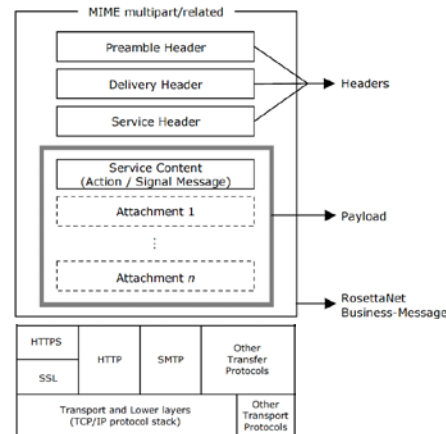 MIME multipart/related
Preamble Header
Delivery Header
Service Header
Headers
Service Content
(Action / Signal Message)
Attachment 1
⋮
Attachment n
Payload
RosettaNet
Business-Message
HTTPS
SSL
HTTP
SMTP
Other
Transfer
Protocols
Transport and Lower layers
(TCP/IP protocol stack)
Other
Transport
Protocols